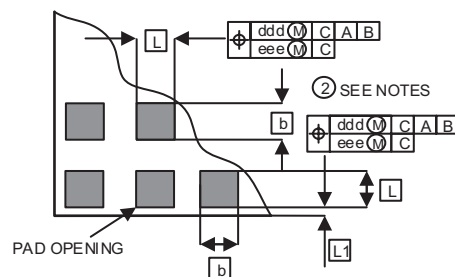 L
⌖ ddd Ⓜ C A B
eee Ⓜ C
② SEE NOTES
b
⌖ ddd Ⓜ C A B
eee Ⓜ C
L
PAD OPENING
b
L1